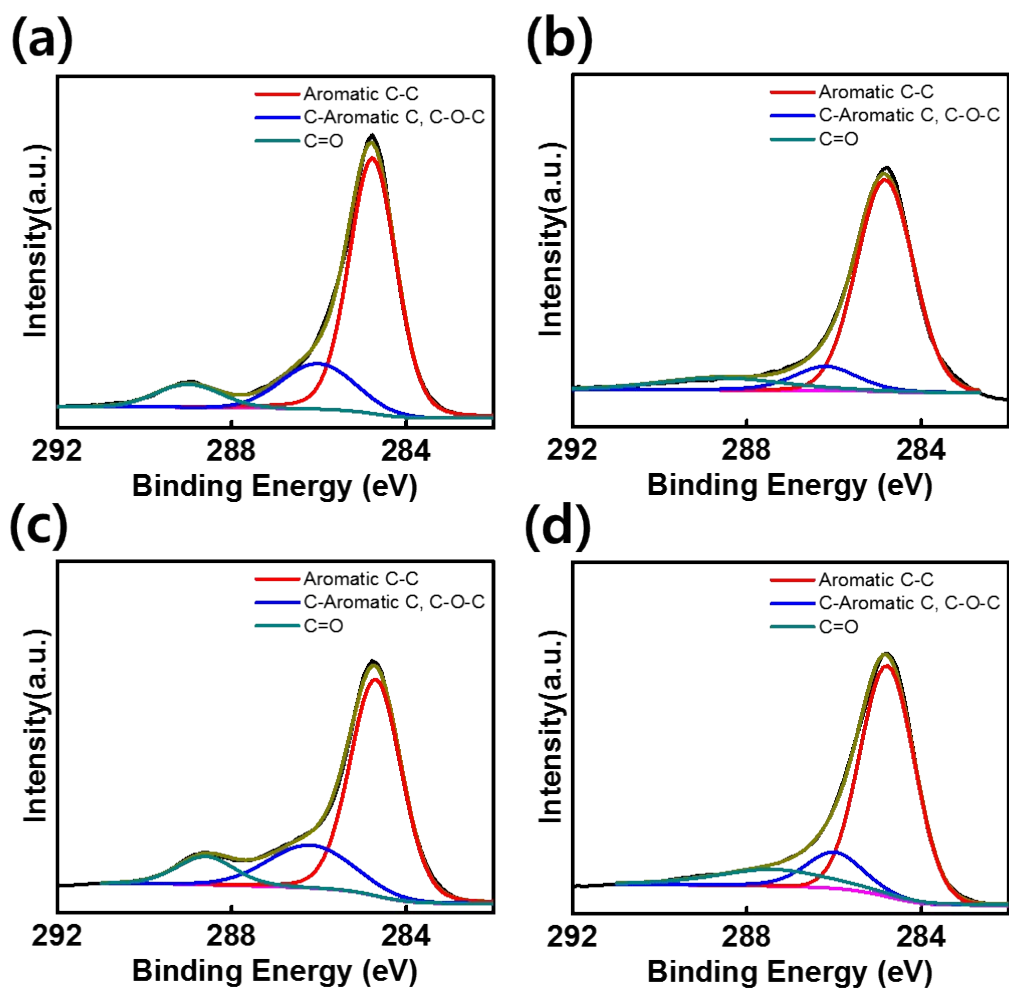 (a)
Aromatic C-C
C-Aromatic C, C-O-C
C=O
Intensity(a.u.)
292 288 284
Binding Energy (eV)
(b)
Aromatic C-C
C-Aromatic C, C-O-C
C=O
Intensity(a.u.)
292 288 284
Binding Energy (eV)
(c)
Aromatic C-C
C-Aromatic C, C-O-C
C=O
Intensity(a.u.)
292 288 284
Binding Energy (eV)
(d)
Aromatic C-C
C-Aromatic C, C-O-C
C=O
Intensity(a.u.)
292 288 284
Binding Energy (eV)